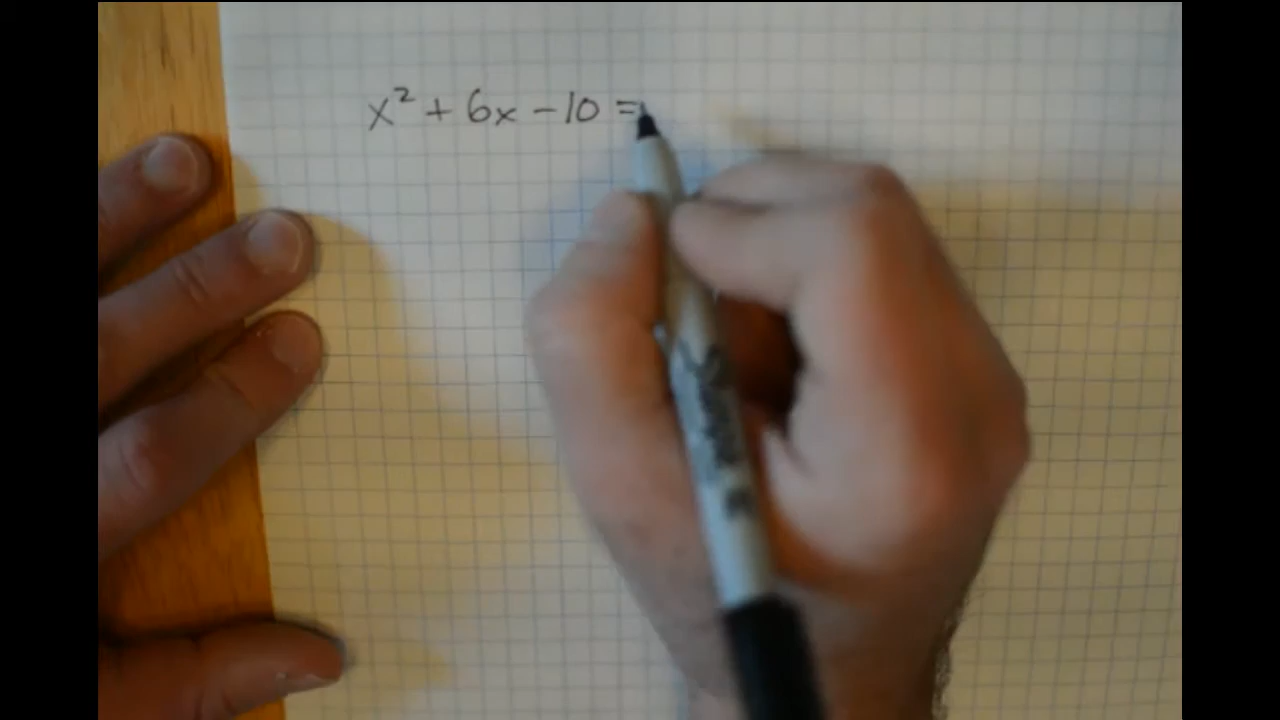 x² + 6x - 10 =